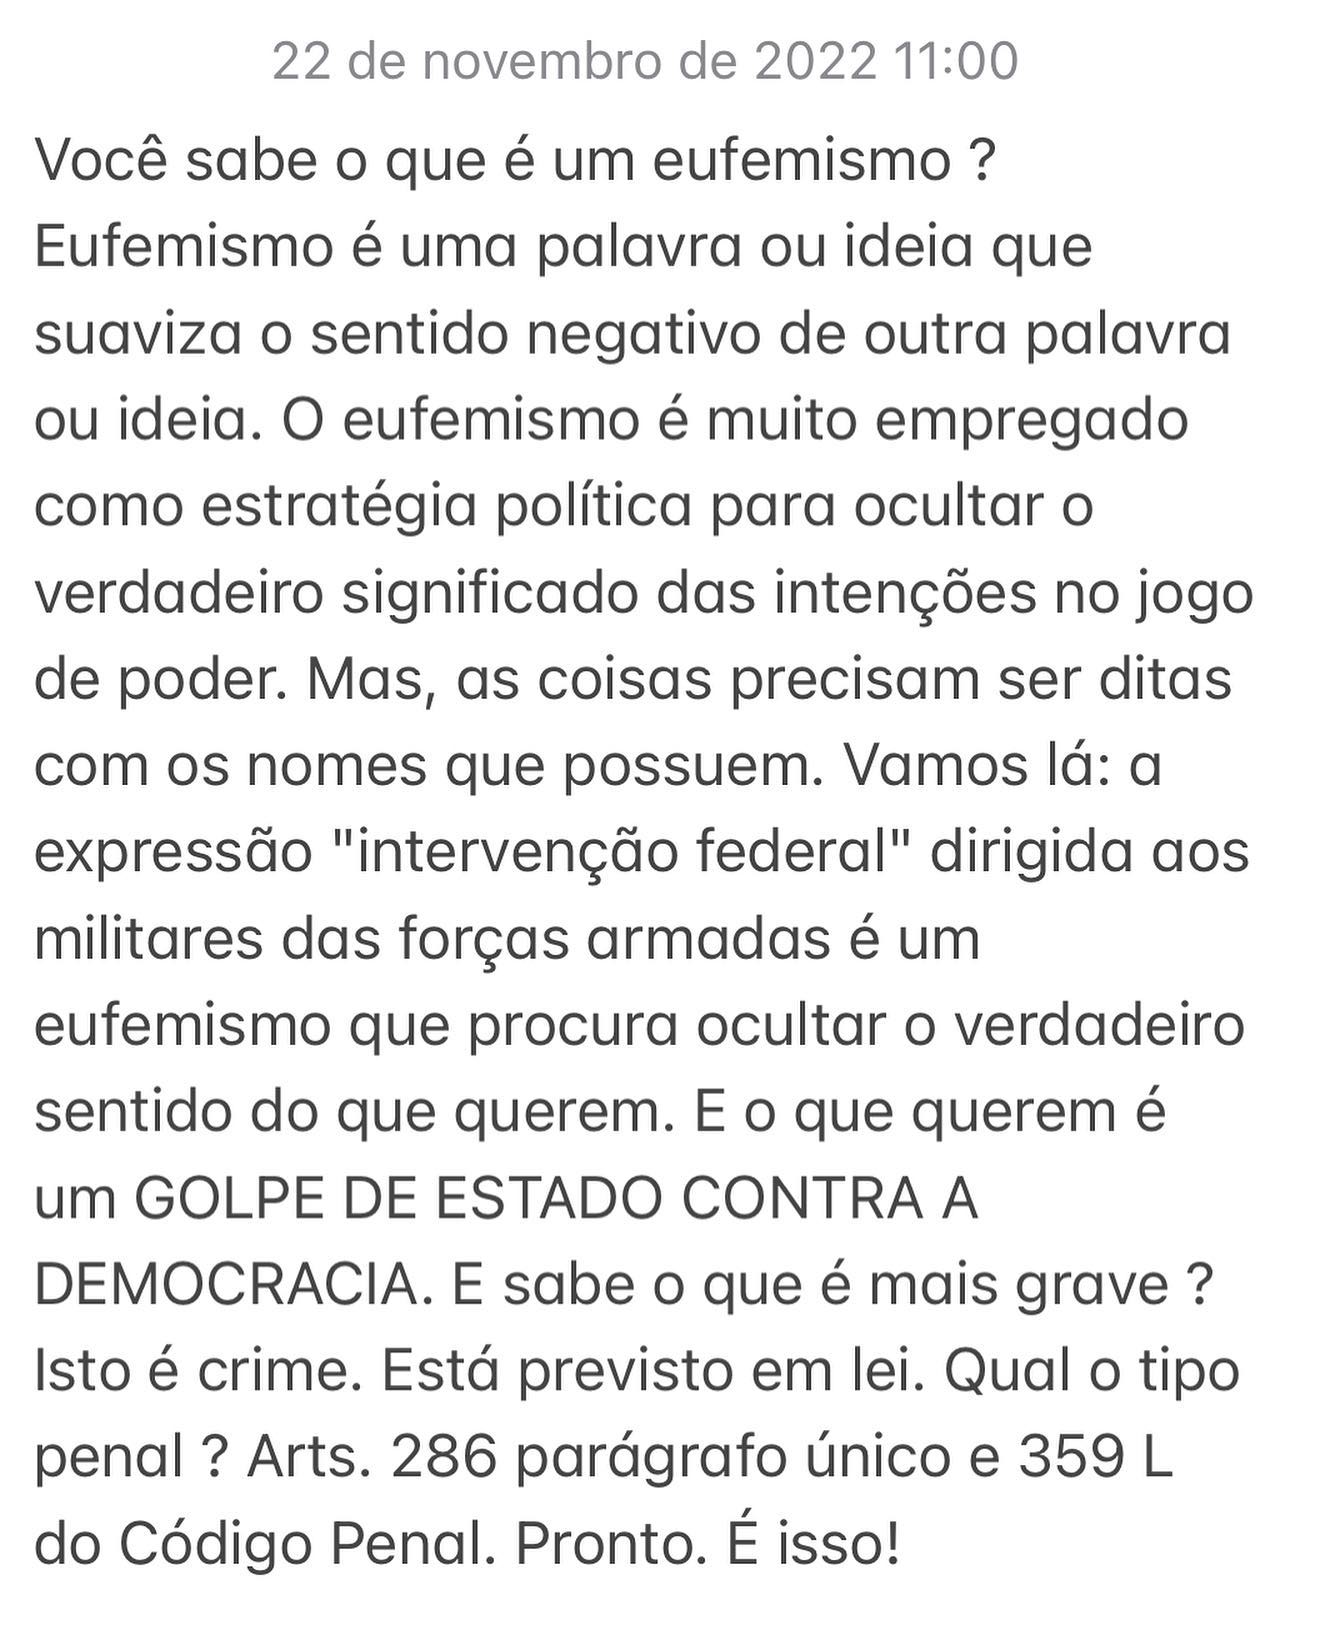 22 de novembro de 2022 11:00
Você sabe o que é um eufemismo ?
Eufemismo é uma palavra ou ideia que
suaviza o sentido negativo de outra palavra
ou ideia. O eufemismo é muito empregado
como estratégia política para ocultar o
verdadeiro significado das intenções no jogo
de poder. Mas, as coisas precisam ser ditas
com os nomes que possuem. Vamos lá: a
expressão "intervenção federal" dirigida aos
militares das forças armadas é um
eufemismo que procura ocultar o verdadeiro
sentido do que querem. E o que querem é
um GOLPE DE ESTADO CONTRA A
DEMOCRACIA. E sabe o que é mais grave ?
Isto é crime. Está previsto em lei. Qual o tipo
penal ? Arts. 286 parágrafo único e 359 L
do Código Penal. Pronto. É isso!